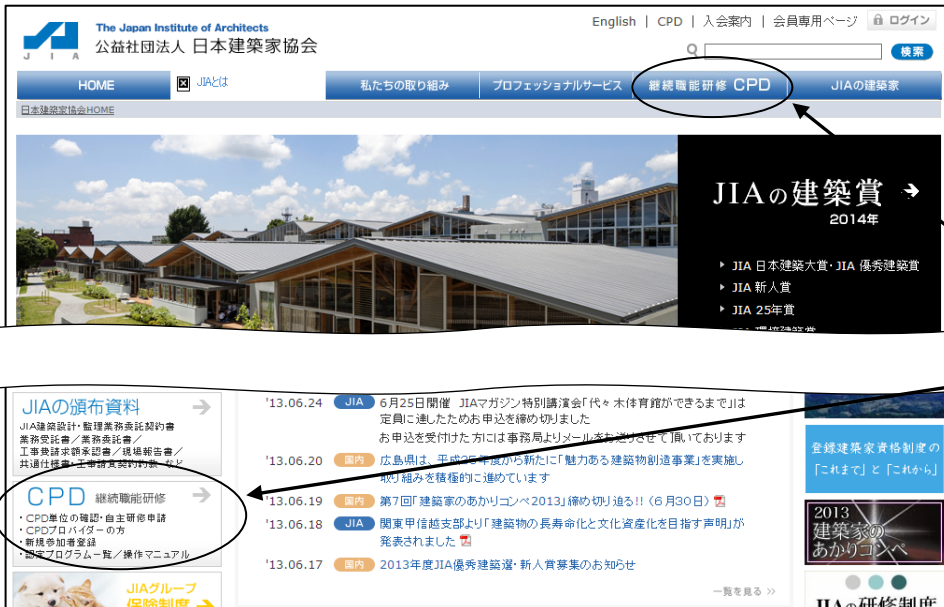 The Japan Institute of Architects
公益社団法人 日本建築家協会
J I A
English | CPD | 入会案内 | 会員専用ページ ログイン
検索
HOME JIAとは 私たちの取り組み プロフェッショナルサービス 継続職能研修 CPD JIAの建築家
日本建築家協会HOME
JIAの建築賞
2014年
JIA 日本建築大賞・JIA 優秀建築賞
JIA 新人賞
JIA 25年賞
JIAの頒布資料
JIA建築設計・監理業務委託契約書
業務受託書／業務委託書／
工事費請求額承認書／現場報告書／
共通仕様書・工事請負契約約款 など
CPD 継続職能研修
・CPD単位の確認・自主研修申請
・CPDプロバイダーの方
・新規参加者登録
・認定プログラム一覧／操作マニュアル
JIAグループ
保険制度
'13.06.24 JIA 6月25日開催 JIAマガジン特別講演会「代々木体育館ができるまで」は
定員に達したためお申込を締め切りました
お申込を受付けた方には事務局よりメールをお送りさせて頂いております
'13.06.20 国内 広島県は、平成25年度から新たに「魅力ある建築物創造事業」を実施し
取り組みを積極的に進めています
'13.06.19 国内 第7回「建築家のあかりコンペ2013」締め切り迫る!!（6月30日）
'13.06.18 JIA 関東甲信越支部より「建築物の長寿命化と文化資産化を目指す声明」が
発表されました
'13.06.17 国内 2013年度JIA優秀建築選・新人賞募集のお知らせ
一覧を見る >>
登録建築家資格制度の
「これまで」と「これから」
2013
建築家の
あかりコンペ
JIAの研修制度